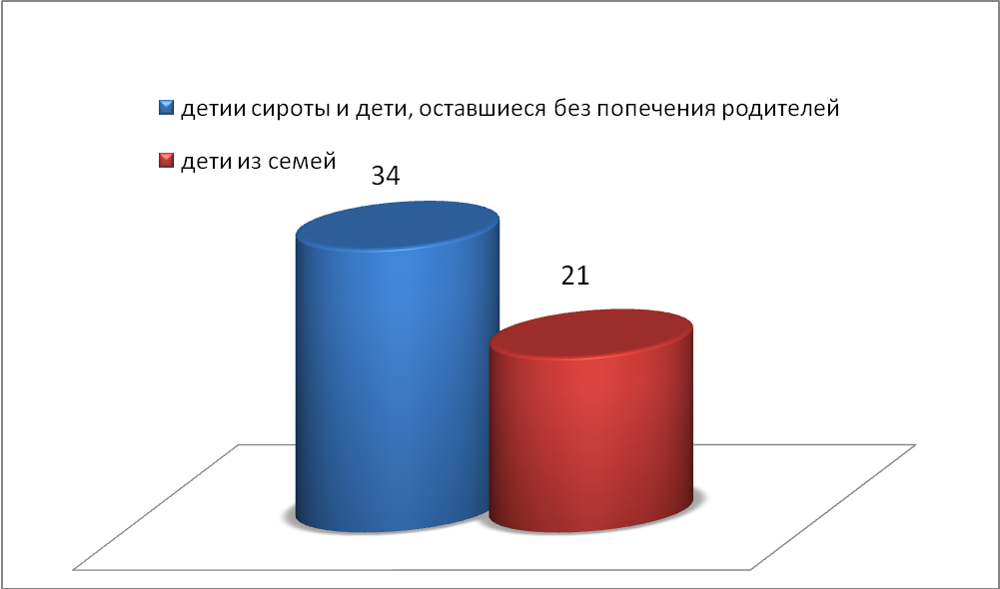 детии сироты и дети, оставшиеся без попечения родителей
дети из семей
34
21